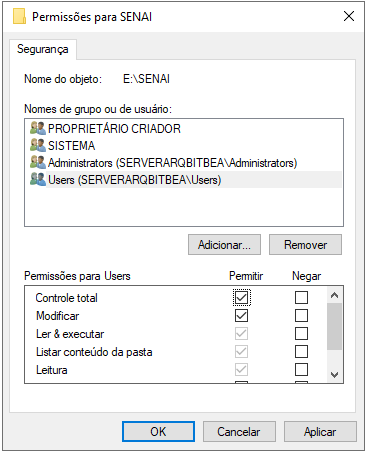 Permissões para SENAI
Segurança
Nome do objeto: E:\SENAI
Nomes de grupo ou de usuário:
PROPRIETÁRIO CRIADOR
SISTEMA
Administrators (SERVERARQBITBEA\Administrators)
Users (SERVERARQBITBEA\Users)
Adicionar... Remover
Permissões para Users Permitir Negar
Controle total
Modificar
Ler & executar
Listar conteúdo da pasta
Leitura
OK Cancelar Aplicar